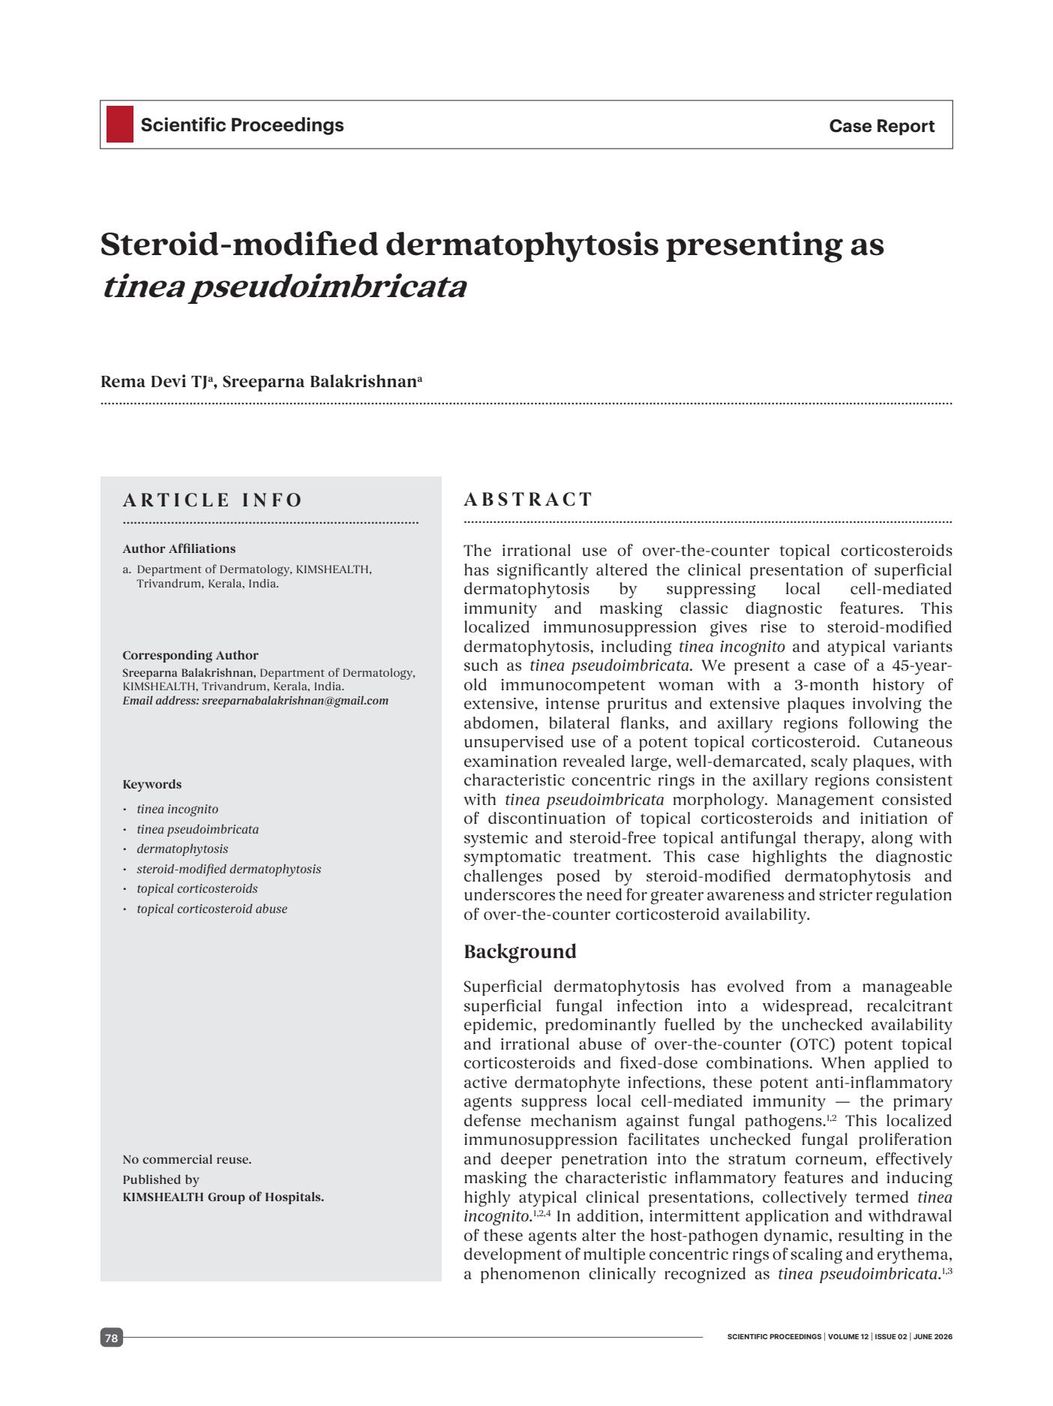 Scientific Proceedings
Case Report
Steroid-modified dermatophytosis presenting as
tinea pseudoimbricata
Rema Devi TJᵃ, Sreeparna Balakrishnanᵃ
ARTICLE INFO
Author Affiliations
a. Department of Dermatology, KIMSHEALTH,
Trivandrum, Kerala, India.
Corresponding Author
Sreeparna Balakrishnan, Department of Dermatology,
KIMSHEALTH, Trivandrum, Kerala, India.
Email address: sreeparnabalakrishnan@gmail.com
Keywords
• tinea incognito
• tinea pseudoimbricata
• dermatophytosis
• steroid-modified dermatophytosis
• topical corticosteroids
• topical corticosteroid abuse
No commercial reuse.
Published by
KIMSHEALTH Group of Hospitals.
ABSTRACT
The irrational use of over-the-counter topical corticosteroids
has significantly altered the clinical presentation of superficial
dermatophytosis by suppressing local cell-mediated
immunity and masking classic diagnostic features. This
localized immunosuppression gives rise to steroid-modified
dermatophytosis, including tinea incognito and atypical variants
such as tinea pseudoimbricata. We present a case of a 45-year-
old immunocompetent woman with a 3-month history of
extensive, intense pruritus and extensive plaques involving the
abdomen, bilateral flanks, and axillary regions following the
unsupervised use of a potent topical corticosteroid. Cutaneous
examination revealed large, well-demarcated, scaly plaques, with
characteristic concentric rings in the axillary regions consistent
with tinea pseudoimbricata morphology. Management consisted
of discontinuation of topical corticosteroids and initiation of
systemic and steroid-free topical antifungal therapy, along with
symptomatic treatment. This case highlights the diagnostic
challenges posed by steroid-modified dermatophytosis and
underscores the need for greater awareness and stricter regulation
of over-the-counter corticosteroid availability.
Background
Superficial dermatophytosis has evolved from a manageable
superficial fungal infection into a widespread, recalcitrant
epidemic, predominantly fuelled by the unchecked availability
and irrational abuse of over-the-counter (OTC) potent topical
corticosteroids and fixed-dose combinations. When applied to
active dermatophyte infections, these potent anti-inflammatory
agents suppress local cell-mediated immunity — the primary
defense mechanism against fungal pathogens.¹,² This localized
immunosuppression facilitates unchecked fungal proliferation
and deeper penetration into the stratum corneum, effectively
masking the characteristic inflammatory features and inducing
highly atypical clinical presentations, collectively termed tinea
incognito.¹,²,⁴ In addition, intermittent application and withdrawal
of these agents alter the host-pathogen dynamic, resulting in the
development of multiple concentric rings of scaling and erythema,
a phenomenon clinically recognized as tinea pseudoimbricata.¹,³
78
SCIENTIFIC PROCEEDINGS | VOLUME 12 | ISSUE 02 | JUNE 2026